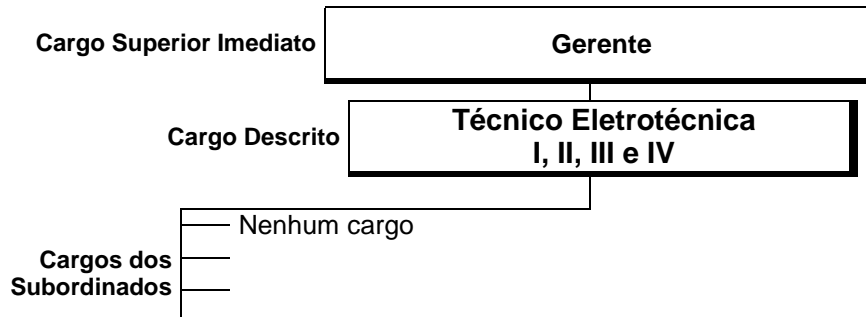 Cargo Superior Imediato
Gerente
Cargo Descrito
Técnico Eletrotécnica
I, II, III e IV
Nenhum cargo
Cargos dos
Subordinados